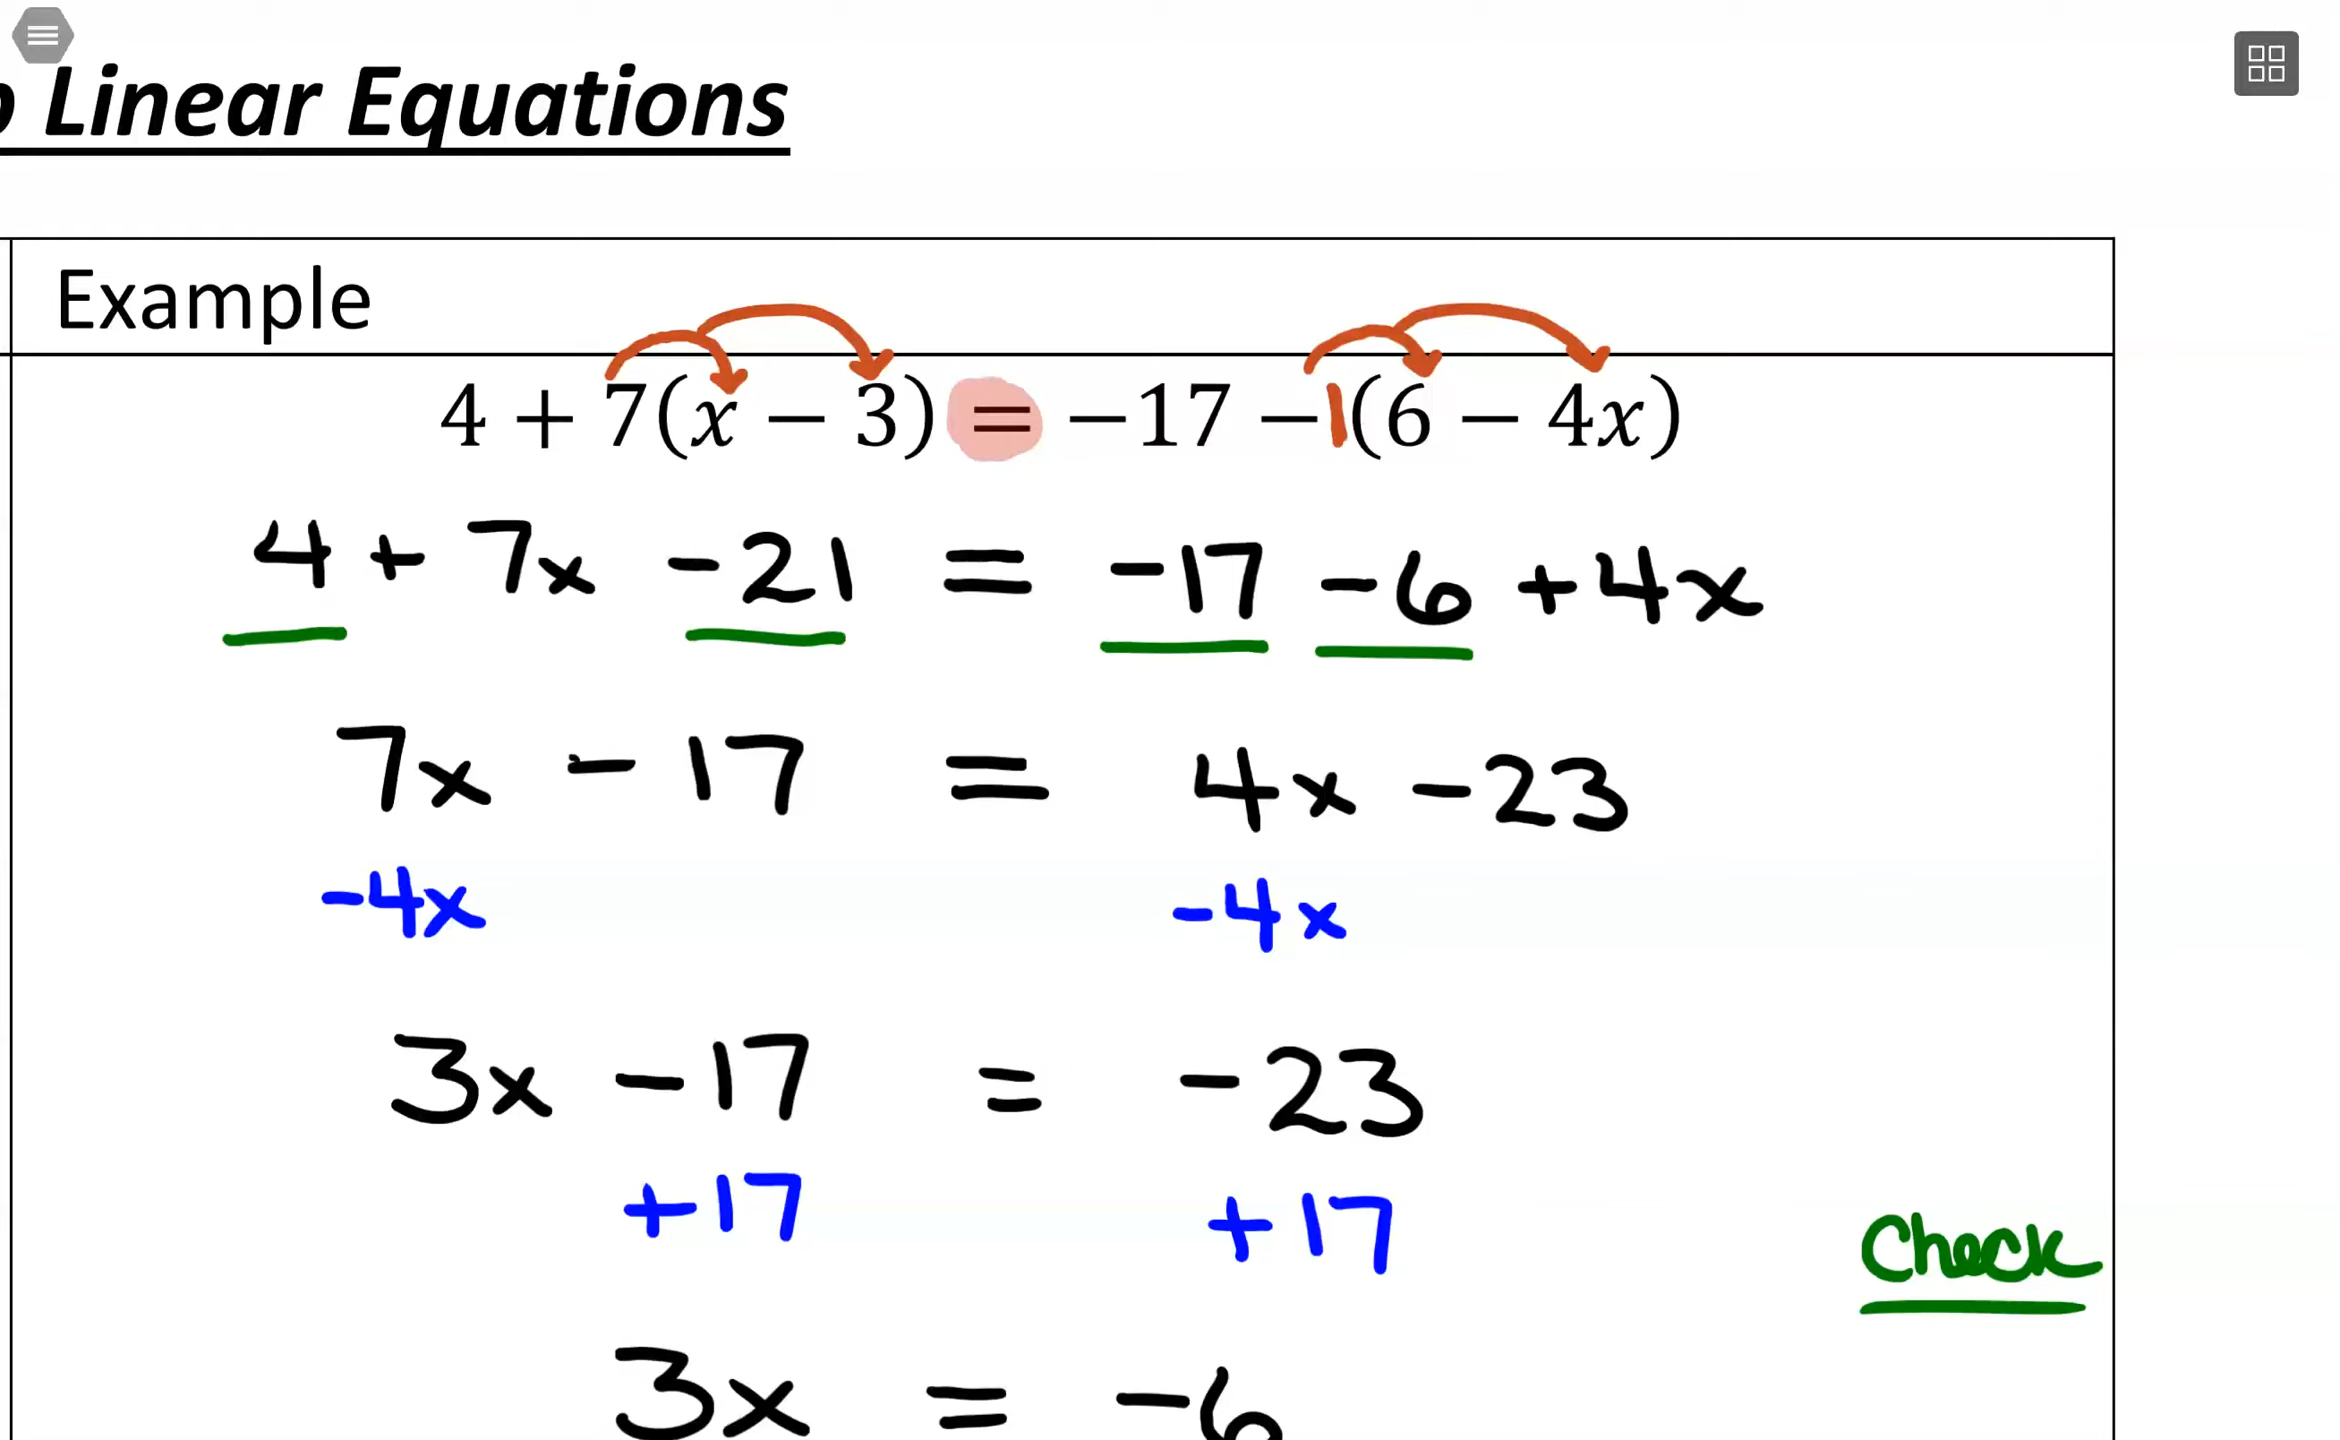 Linear Equations
Example
4 + 7(x − 3) = −17 −1(6 − 4x)
4 + 7x -21 = -17 -6 +4x
7x - 17 = 4x -23
-4x -4x
3x -17 = -23
+17 +17
Check
3x = -6